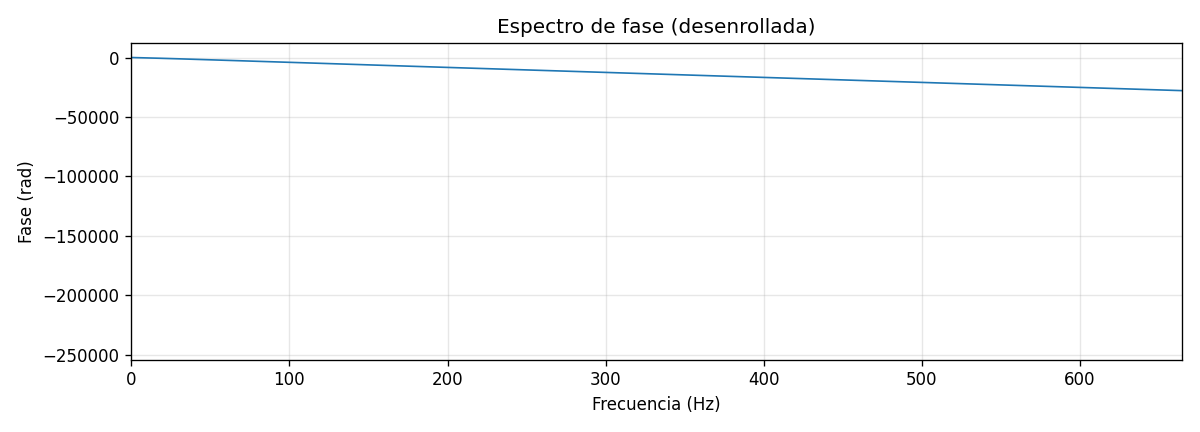 Espectro de fase (desenrollada)
0
−50000
−100000
−150000
−200000
−250000
Fase (rad)
0 100 200 300 400 500 600
Frecuencia (Hz)